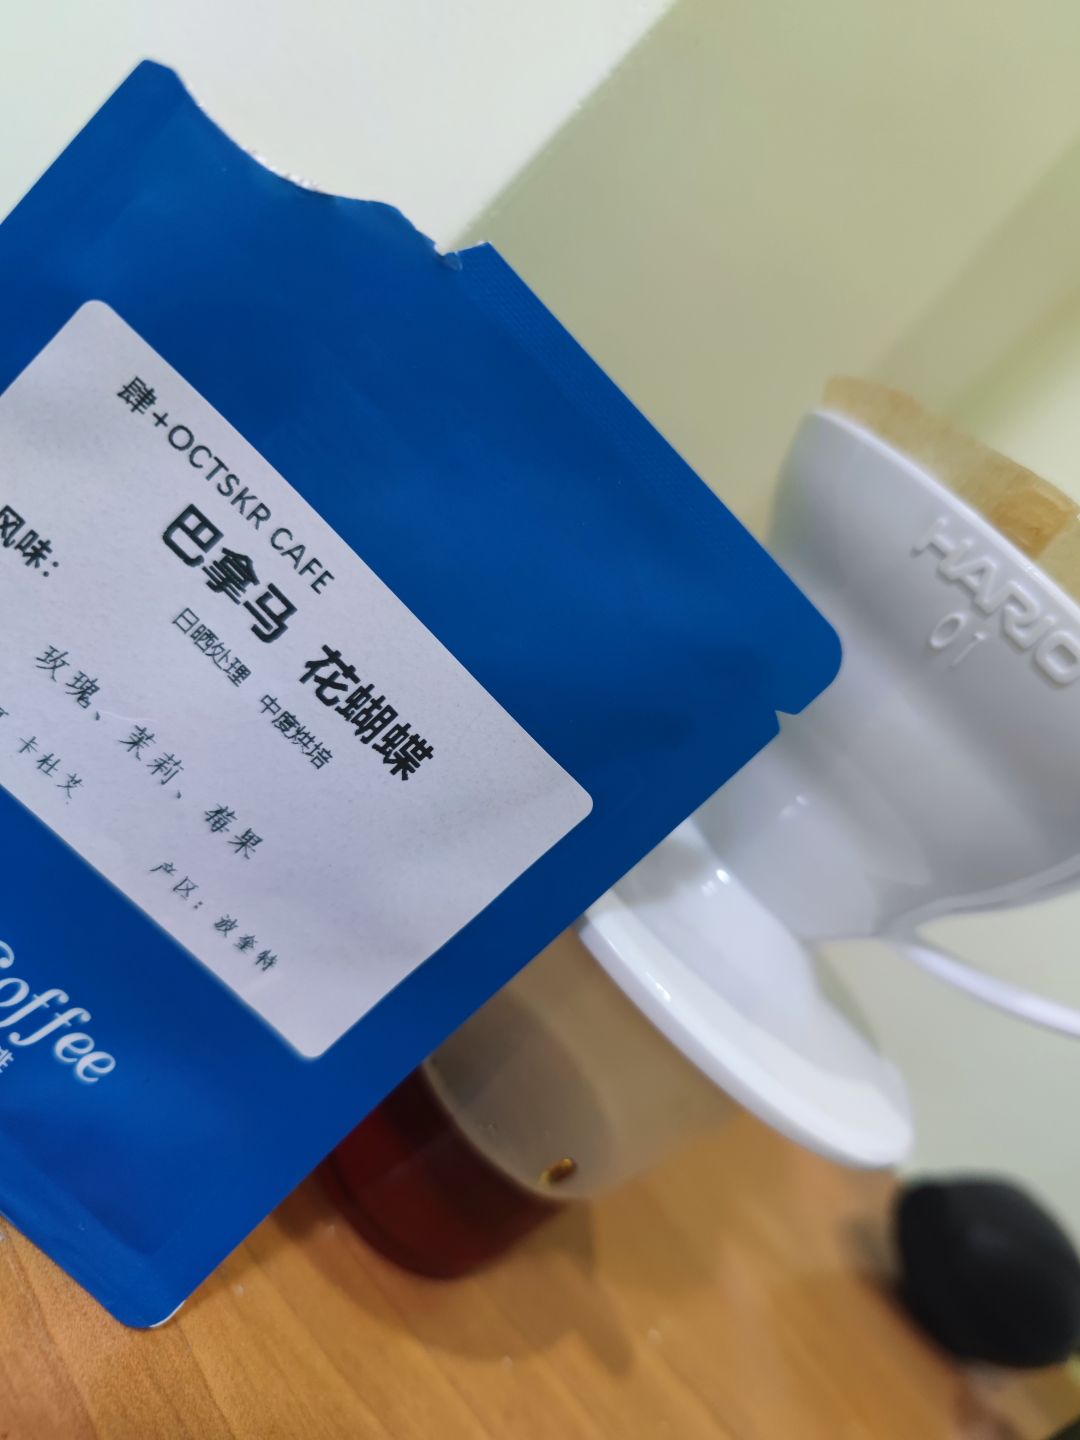 肆+OCTSKR CAFE
巴拿马 花蝴蝶
日晒处理 中度烘培
风味：
玫瑰、茉莉、莓果
卡杜艾
产区：波奎特
Coffee
啡
HARIO
01